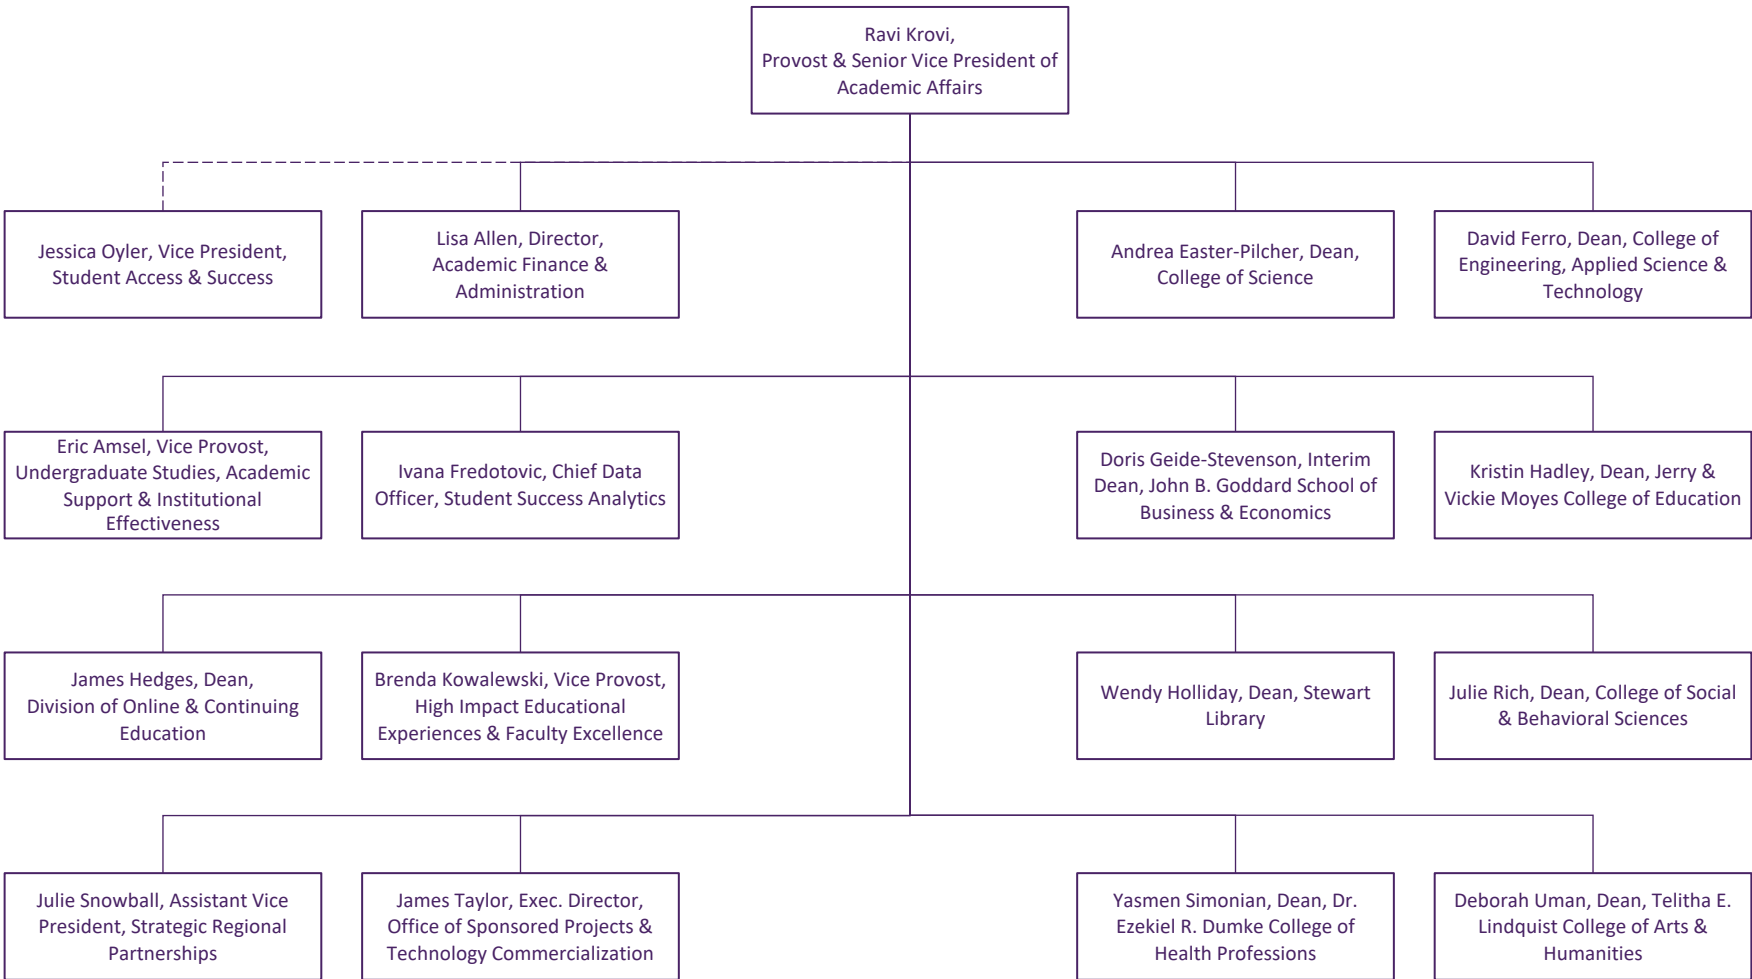 Ravi Krovi,
Provost & Senior Vice President of
Academic Affairs
Jessica Oyler, Vice President,
Student Access & Success
Lisa Allen, Director,
Academic Finance &
Administration
Andrea Easter-Pilcher, Dean,
College of Science
David Ferro, Dean, College of
Engineering, Applied Science &
Technology
Eric Amsel, Vice Provost,
Undergraduate Studies, Academic
Support & Institutional
Effectiveness
Ivana Fredotovic, Chief Data
Officer, Student Success Analytics
Doris Geide-Stevenson, Interim
Dean, John B. Goddard School of
Business & Economics
Kristin Hadley, Dean, Jerry &
Vickie Moyes College of Education
James Hedges, Dean,
Division of Online & Continuing
Education
Brenda Kowalewski, Vice Provost,
High Impact Educational
Experiences & Faculty Excellence
Wendy Holliday, Dean, Stewart
Library
Julie Rich, Dean, College of Social
& Behavioral Sciences
Julie Snowball, Assistant Vice
President, Strategic Regional
Partnerships
James Taylor, Exec. Director,
Office of Sponsored Projects &
Technology Commercialization
Yasmen Simonian, Dean, Dr.
Ezekiel R. Dumke College of
Health Professions
Deborah Uman, Dean, Telitha E.
Lindquist College of Arts &
Humanities